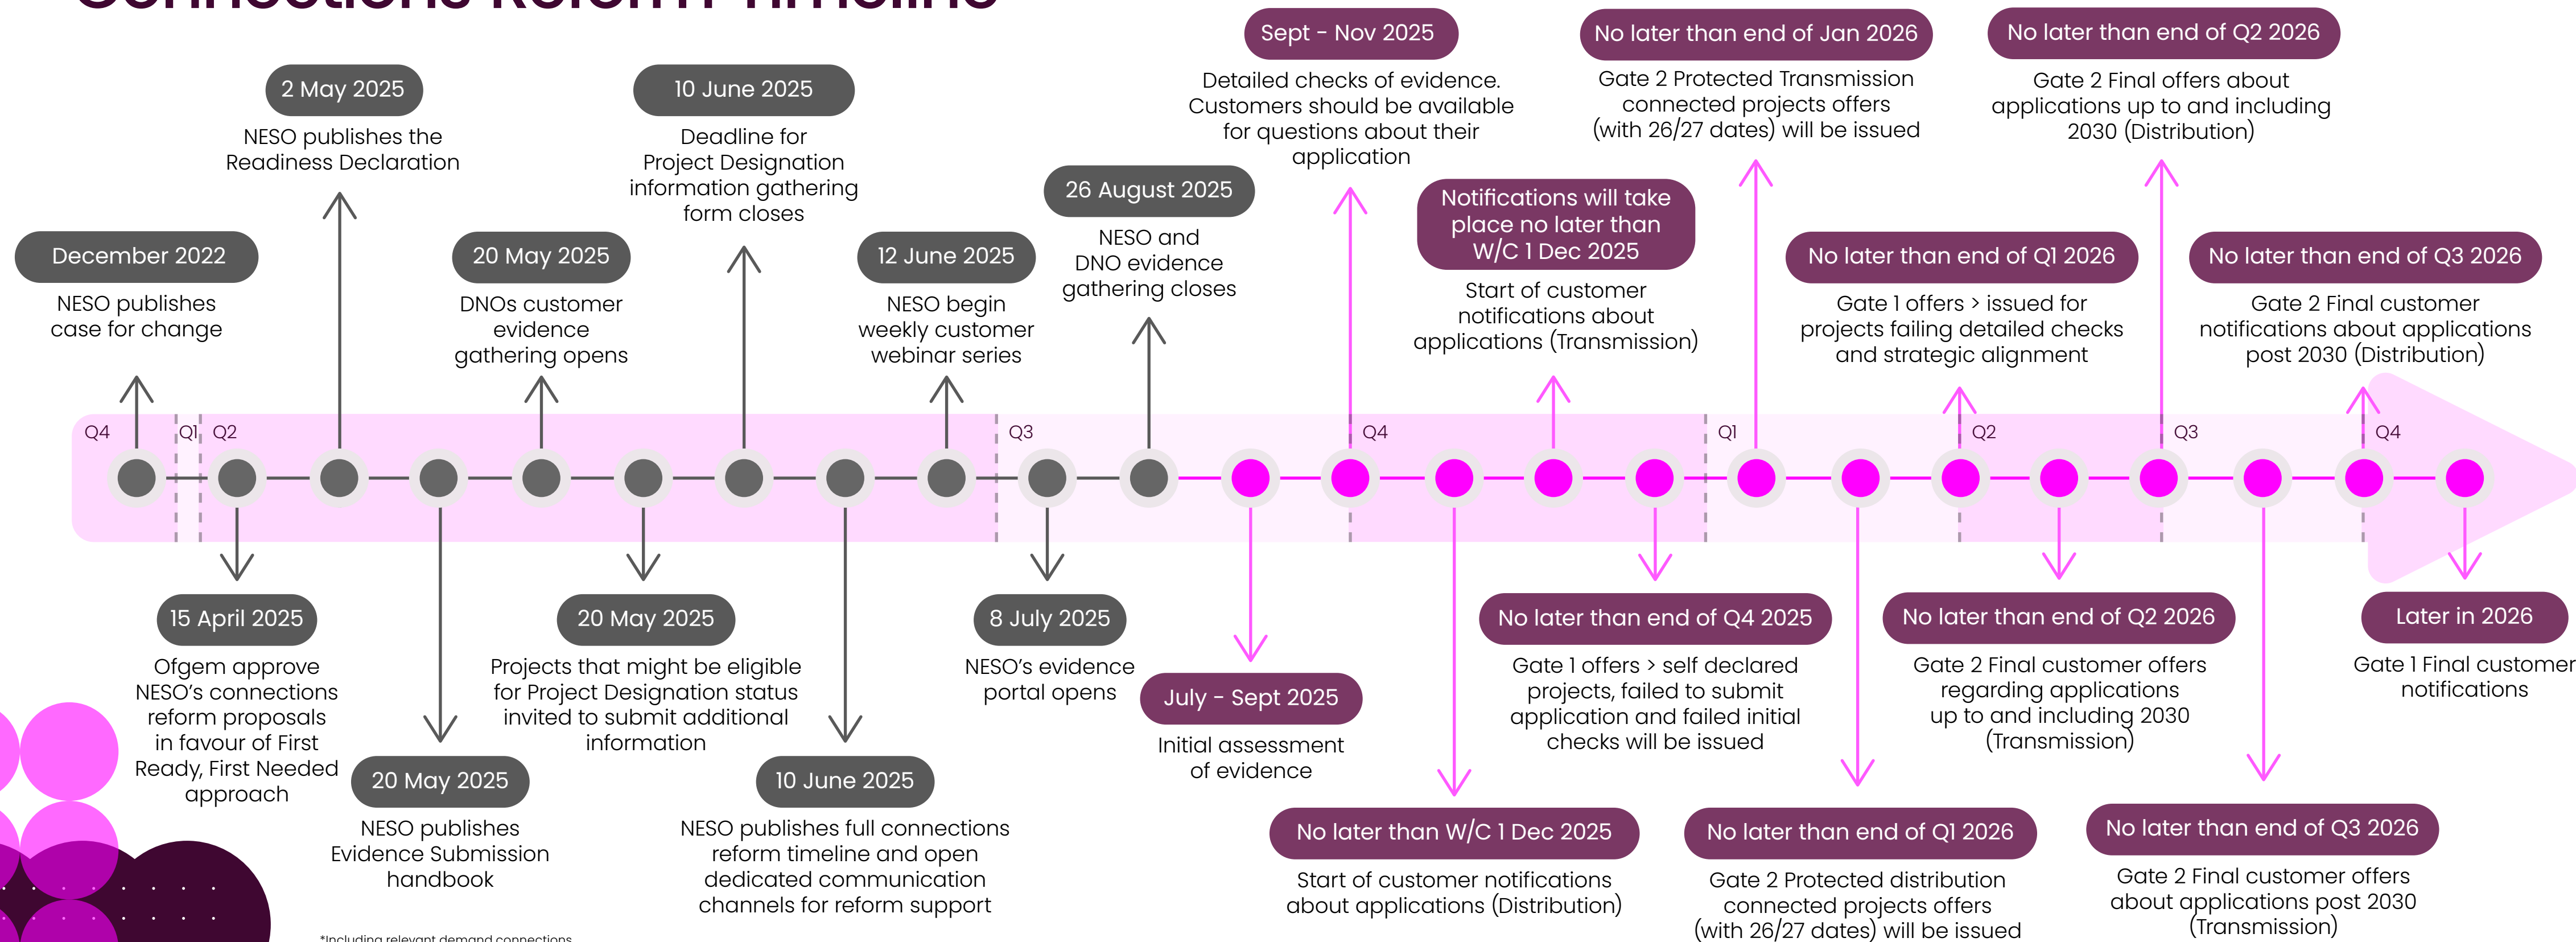 Connections Reform Timeline
December 2022
NESO publishes
case for change
2 May 2025
NESO publishes the
Readiness Declaration
20 May 2025
DNOs customer
evidence
gathering opens
10 June 2025
Deadline for
Project Designation
information gathering
form closes
12 June 2025
NESO begin
weekly customer
webinar series
26 August 2025
NESO and
DNO evidence
gathering closes
Sept - Nov 2025
Detailed checks of evidence.
Customers should be available
for questions about their
application
Notifications will take
place no later than
W/C 1 Dec 2025
Start of customer
notifications about
applications (Transmission)
No later than end of Jan 2026
Gate 2 Protected Transmission
connected projects offers
(with 26/27 dates) will be issued
No later than end of Q1 2026
Gate 1 offers > issued for
projects failing detailed checks
and strategic alignment
No later than end of Q2 2026
Gate 2 Final offers about
applications up to and including
2030 (Distribution)
No later than end of Q3 2026
Gate 2 Final customer
notifications about applications
post 2030 (Distribution)
Q4
Q1
Q2
Q3
Q4
Q1
Q2
Q3
Q4
15 April 2025
Ofgem approve
NESO's connections
reform proposals
in favour of First
Ready, First Needed
approach
20 May 2025
NESO publishes
Evidence Submission
handbook
20 May 2025
Projects that might be eligible
for Project Designation status
invited to submit additional
information
10 June 2025
NESO publishes full connections
reform timeline and open
dedicated communication
channels for reform support
8 July 2025
NESO's evidence
portal opens
July - Sept 2025
Initial assessment
of evidence
No later than W/C 1 Dec 2025
Start of customer notifications
about applications (Distribution)
No later than end of Q4 2025
Gate 1 offers > self declared
projects, failed to submit
application and failed initial
checks will be issued
No later than end of Q1 2026
Gate 2 Protected distribution
connected projects offers
(with 26/27 dates) will be issued
No later than end of Q2 2026
Gate 2 Final customer offers
regarding applications
up to and including 2030
(Transmission)
No later than end of Q3 2026
Gate 2 Final customer offers
about applications post 2030
(Transmission)
Later in 2026
Gate 1 Final customer
notifications
*Including relevant demand connections